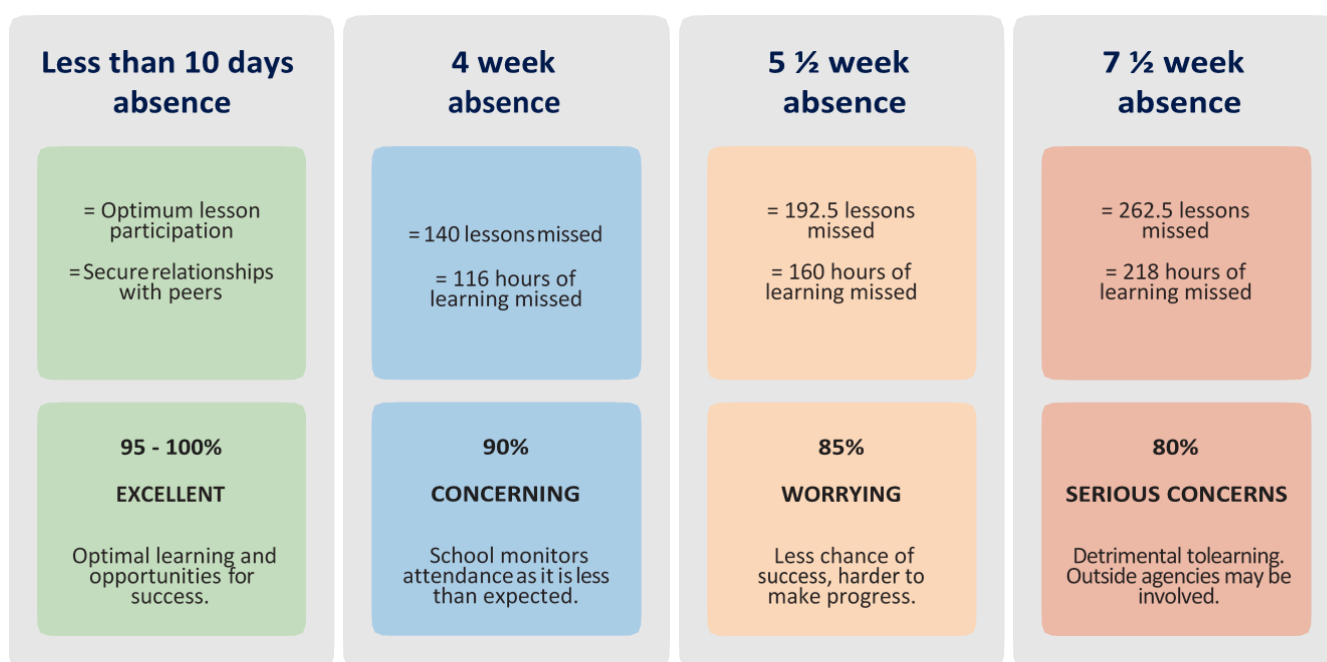 Less than 10 days
absence
= Optimum lesson
participation
= Secure relationships
with peers
95 - 100%
EXCELLENT
Optimal learning and
opportunities for
success.
4 week
absence
= 140 lessons missed
= 116 hours of
learning missed
90%
CONCERNING
School monitors
attendance as it is less
than expected.
5 ½ week
absence
= 192.5 lessons
missed
= 160 hours of
learning missed
85%
WORRYING
Less chance of
success, harder to
make progress.
7 ½ week
absence
= 262.5 lessons
missed
= 218 hours of
learning missed
80%
SERIOUS CONCERNS
Detrimental tolearning.
Outside agencies may be
involved.